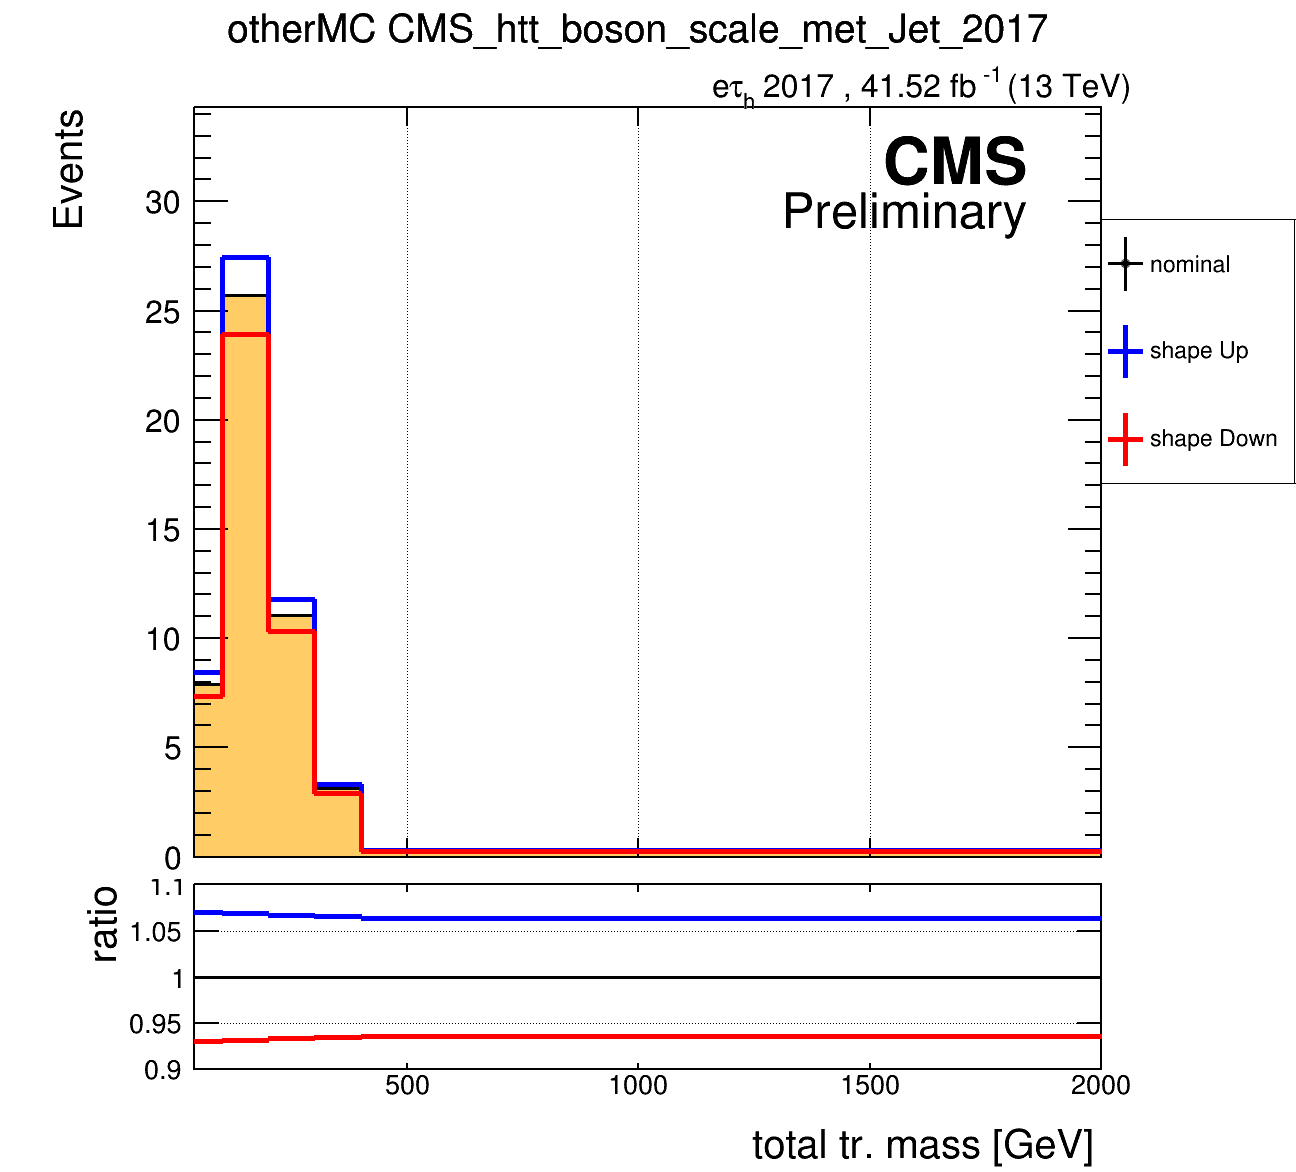 otherMC CMS_htt_boson_scale_met_Jet_2017
eτh 2017 , 41.52 fb-1 (13 TeV)
Events
CMS
Preliminary
30
25
20
15
10
5
0
nominal
shape Up
shape Down
ratio
1.1
1.05
1
0.95
0.9
500 1000 1500 2000
total tr. mass [GeV]